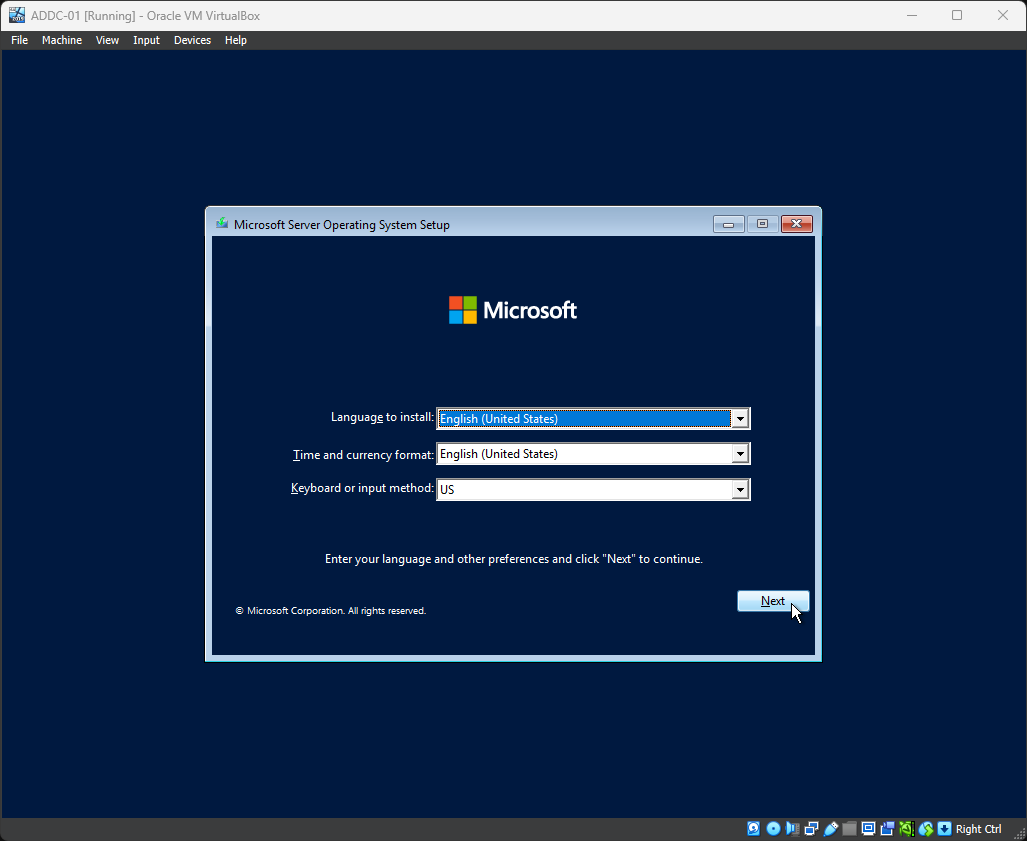 ADDC-01 [Running] - Oracle VM VirtualBox
File Machine View Input Devices Help
Microsoft Server Operating System Setup
Microsoft
Language to install: English (United States)
Time and currency format: English (United States)
Keyboard or input method: US
Enter your language and other preferences and click "Next" to continue.
Next
© Microsoft Corporation. All rights reserved.
Right Ctrl